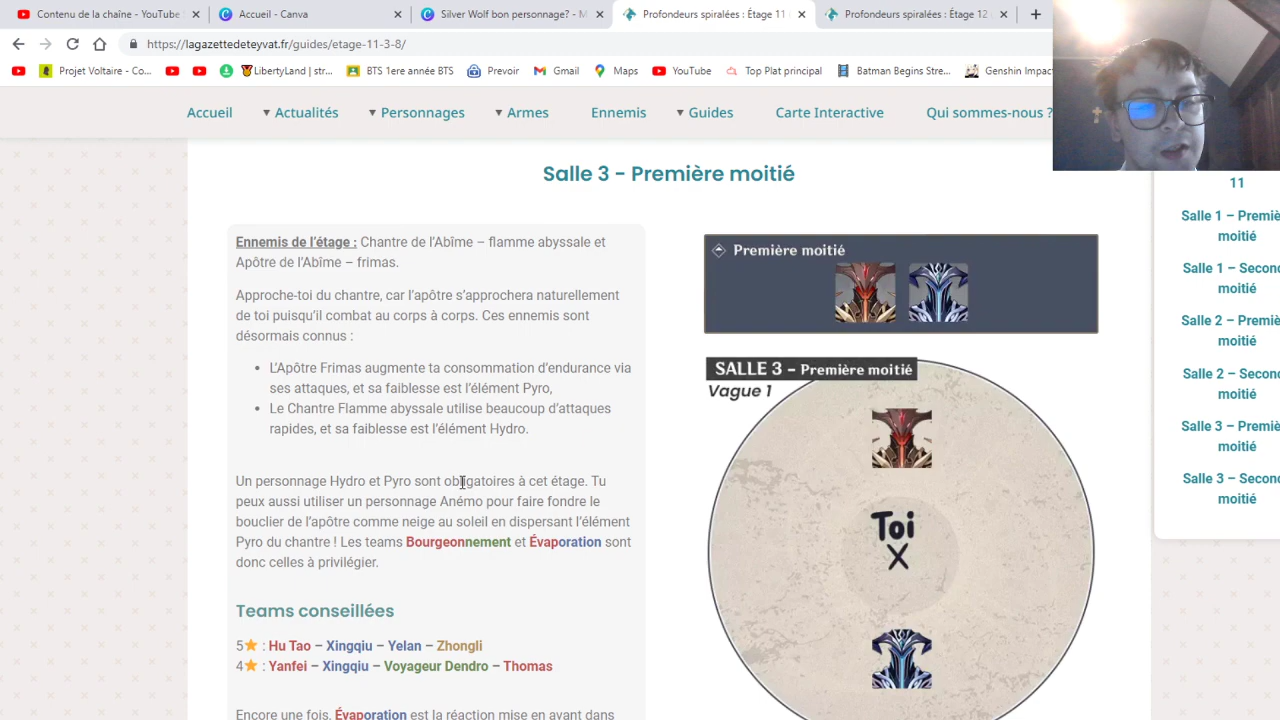 Contenu de la chaîne - YouTube
Accueil - Canva
Silver Wolf bon personnage? - M
Profondeurs spiralées : Étage 11
Profondeurs spiralées : Étage 12
https://lagazettedeteyvat.fr/guides/etage-11-3-8/
Projet Voltaire - Co...
LibertyLand | str...
BTS 1ere année BTS
Prevoir
Gmail
Maps
YouTube
Top Plat principal
Batman Begins Stre...
Genshin Impac
Accueil
Actualités
Personnages
Armes
Ennemis
Guides
Carte Interactive
Qui sommes-nous ?
Salle 3 – Première moitié
Ennemis de l'étage : Chantre de l'Abîme – flamme abyssale et
Apôtre de l'Abîme – frimas.
Approche-toi du chantre, car l'apôtre s'approchera naturellement
de toi puisqu'il combat au corps à corps. Ces ennemis sont
désormais connus :
L'Apôtre Frimas augmente ta consommation d'endurance via
ses attaques, et sa faiblesse est l'élément Pyro,
Le Chantre Flamme abyssale utilise beaucoup d'attaques
rapides, et sa faiblesse est l'élément Hydro.
Un personnage Hydro et Pyro sont obligatoires à cet étage. Tu
peux aussi utiliser un personnage Anémo pour faire fondre le
bouclier de l'apôtre comme neige au soleil en dispersant l'élément
Pyro du chantre ! Les teams Bourgeonnement et Évaporation sont
donc celles à privilégier.
Teams conseillées
5⭐ : Hu Tao – Xingqiu – Yelan – Zhongli
4⭐ : Yanfei – Xingqiu – Voyageur Dendro – Thomas
Encore une fois, Évaporation est la réaction mise en avant dans
Première moitié
SALLE 3 – Première moitié
Vague 1
Toi
X
11
Salle 1 – Premiè
moitié
Salle 1 – Second
moitié
Salle 2 – Premiè
moitié
Salle 2 – Second
moitié
Salle 3 – Premiè
moitié
Salle 3 – Second
moitié